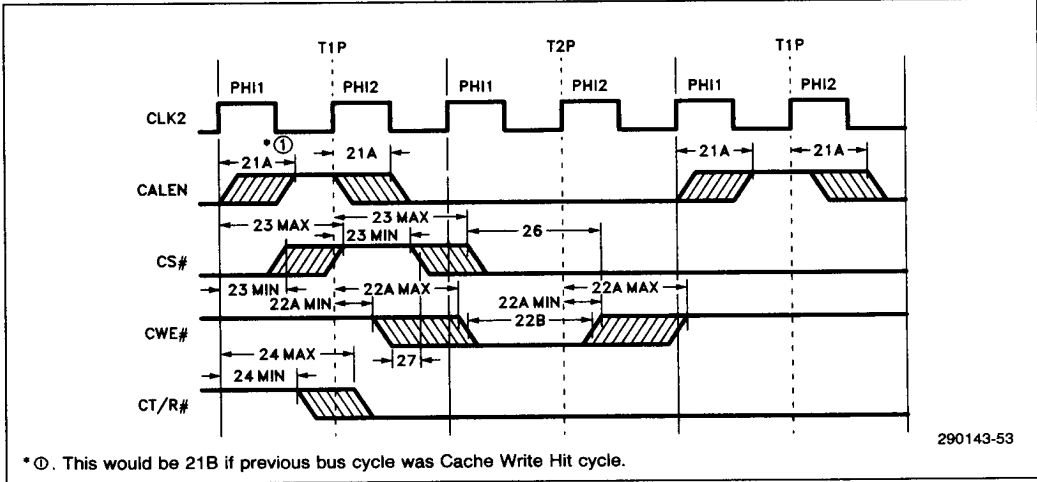 T1P T2P T1P
PHI1 PHI2 PHI1 PHI2 PHI1 PHI2
CLK2
*①
21A 21A 21A 21A
CALEN
23 MAX 23 MAX
23 MIN 26
CS#
23 MIN 22A MAX 22A MIN 22A MAX
22A MIN 22B
CWE#
24 MAX 27
24 MIN
CT/R#
290143-53
*①. This would be 21B if previous bus cycle was Cache Write Hit cycle.